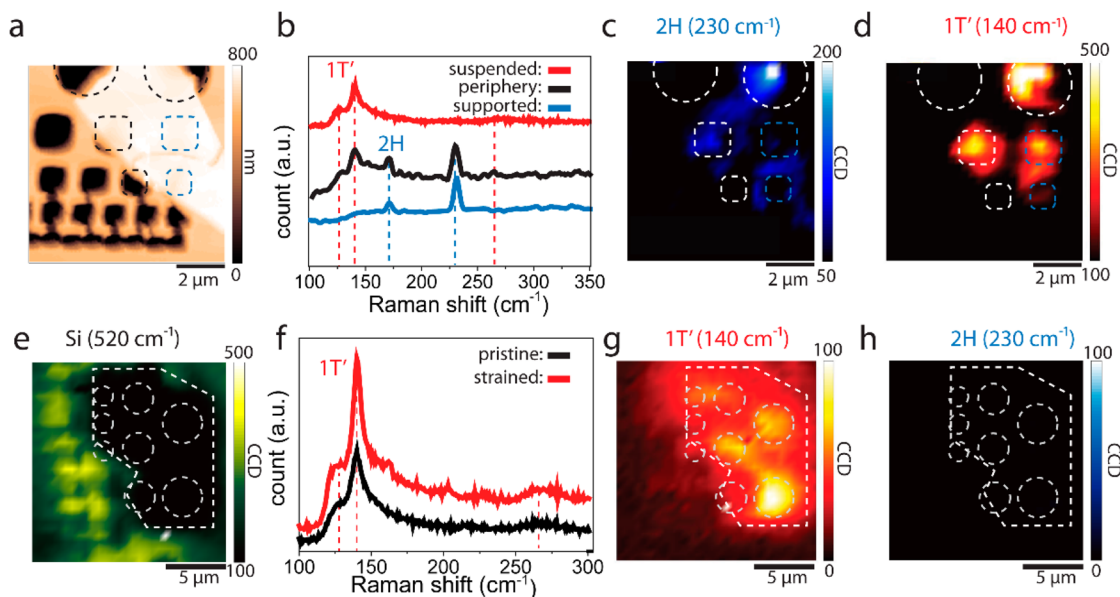 a
800
nm
0
2 µm
b
1T′
suspended:
periphery:
supported:
2H
count (a.u.)
100 150 200 250 300 350
Raman shift (cm⁻¹)
c
2H (230 cm⁻¹)
200
CCD
50
2 µm
d
1T′ (140 cm⁻¹)
500
CCD
100
2 µm
e
Si (520 cm⁻¹)
500
CCD
100
5 µm
f
1T′
pristine:
strained:
count (a.u.)
100 150 200 250 300
Raman shift (cm⁻¹)
g
1T′ (140 cm⁻¹)
100
CCD
0
5 µm
h
2H (230 cm⁻¹)
100
CCD
0
5 µm